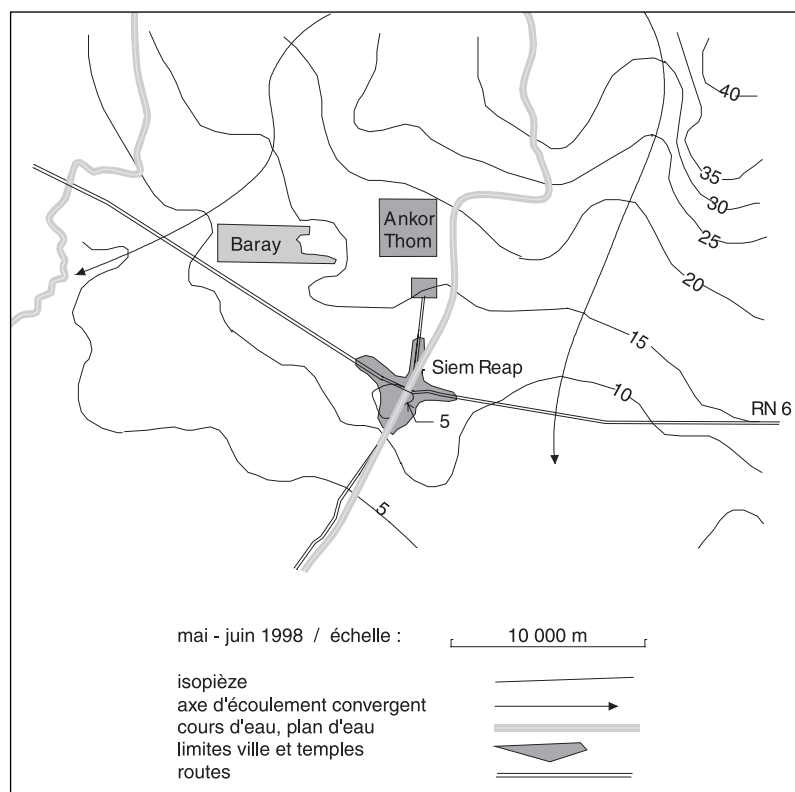 40
35
30
25
20
15
10
Ankor
Thom
Baray
Siem Reap
RN 6
5
5
mai - juin 1998 / échelle :
10 000 m
isopièze
axe d'écoulement convergent
cours d'eau, plan d'eau
limites ville et temples
routes